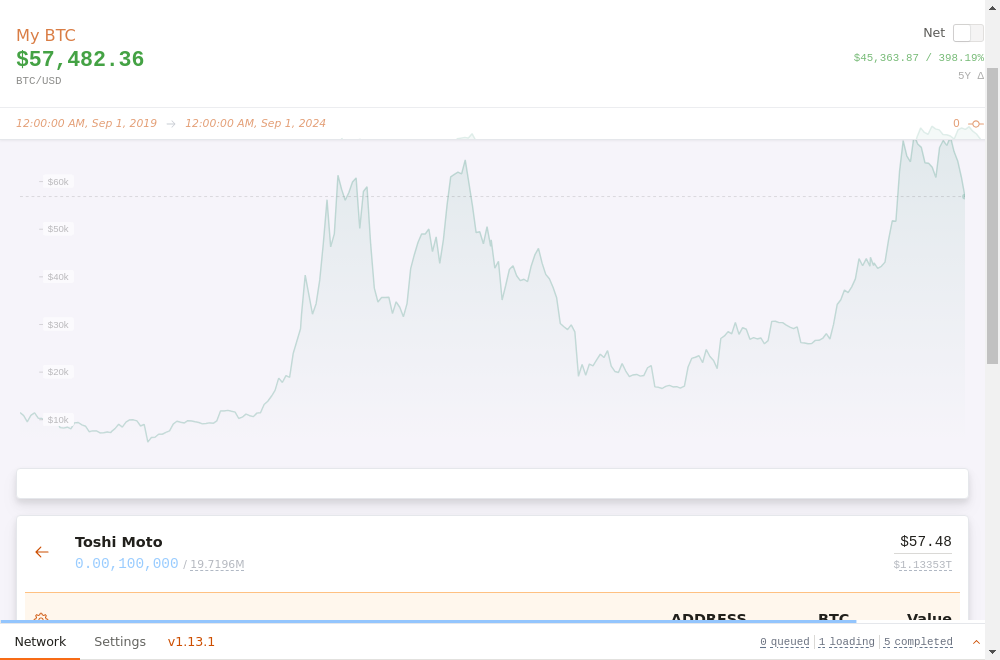 My BTC
Net
$57,482.36
$45,363.87 / 398.19%
BTC/USD
5Y Δ
12:00:00 AM, Sep 1, 2019 → 12:00:00 AM, Sep 1, 2024
0
$60k
$50k
$40k
$30k
$20k
$10k
Toshi Moto
$57.48
0.00,100,000 / 19.7196M
$1.13353T
ADDRESS BTC Value
Network Settings v1.13.1
0 queued 1 loading 5 completed